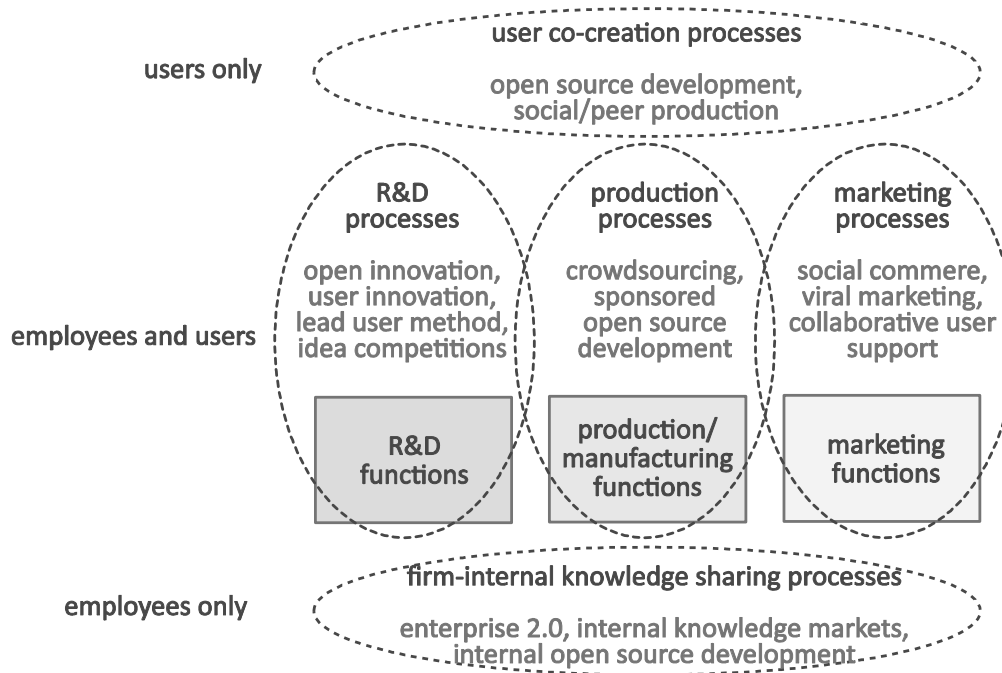 user co-creation processes
users only
open source development,
social/peer production
R&D
processes
open innovation,
user innovation,
lead user method,
idea competitions
production
processes
crowdsourcing,
sponsored
open source
development
marketing
processes
social commere,
viral marketing,
collaborative user
support
employees and users
R&D
functions
production/
manufacturing
functions
marketing
functions
firm-internal knowledge sharing processes
employees only
enterprise 2.0, internal knowledge markets,
internal open source development